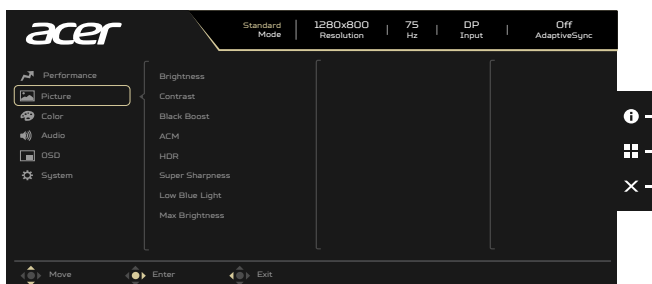 acer
Standard 1280x800 75 DP Off
Mode Resolution Hz Input AdaptiveSync
Performance
Picture
Color
Audio
OSD
System
Brightness
Contrast
Black Boost
ACM
HDR
Super Sharpness
Low Blue Light
Max Brightness
Move Enter Exit